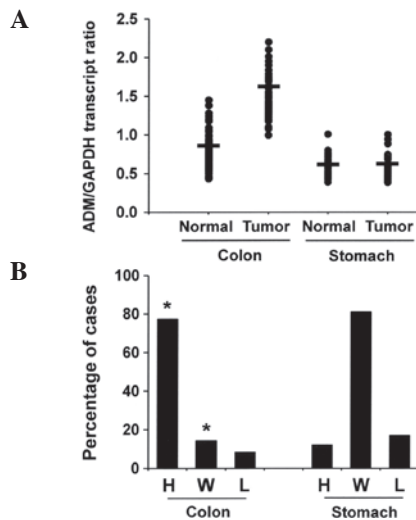 A
ADM/GAPDH transcript ratio
2.5
2.0
1.5
1.0
0.5
0.0
Normal Tumor Normal Tumor
Colon Stomach
B
Percentage of cases
100
80
60
40
20
0
* *
H W L H W L
Colon Stomach